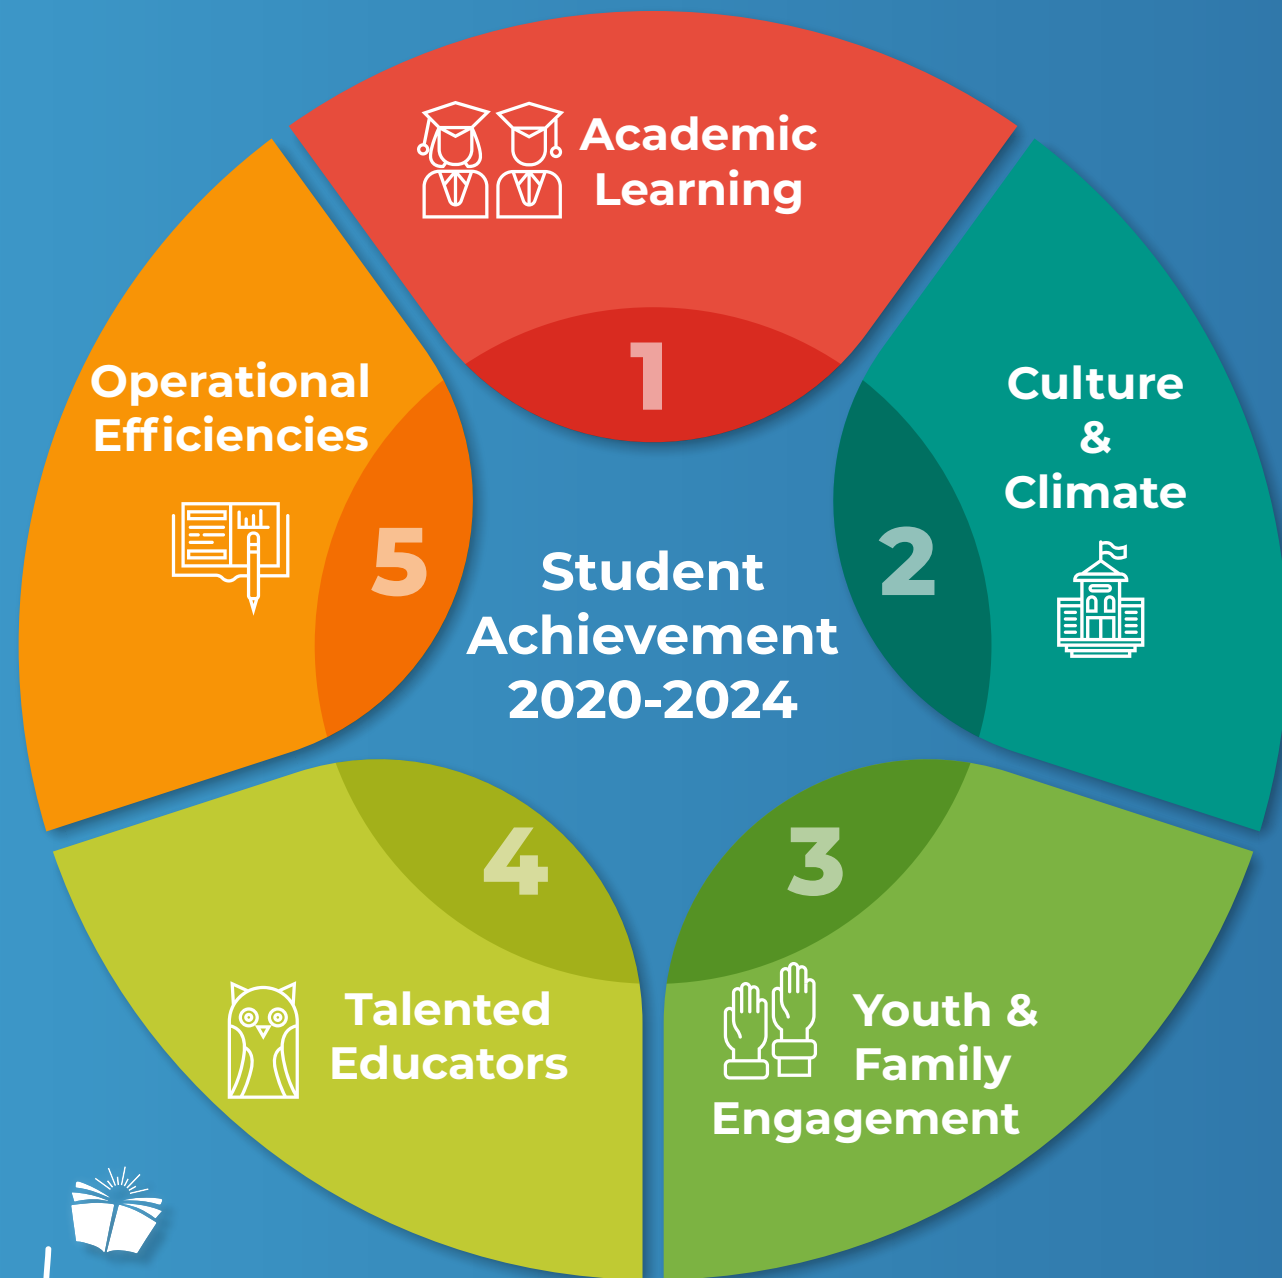 Academic
Learning
1
Culture
&
Climate
2
Youth &
Family
Engagement
3
Talented
Educators
4
Operational
Efficiencies
5
Student
Achievement
2020-2024